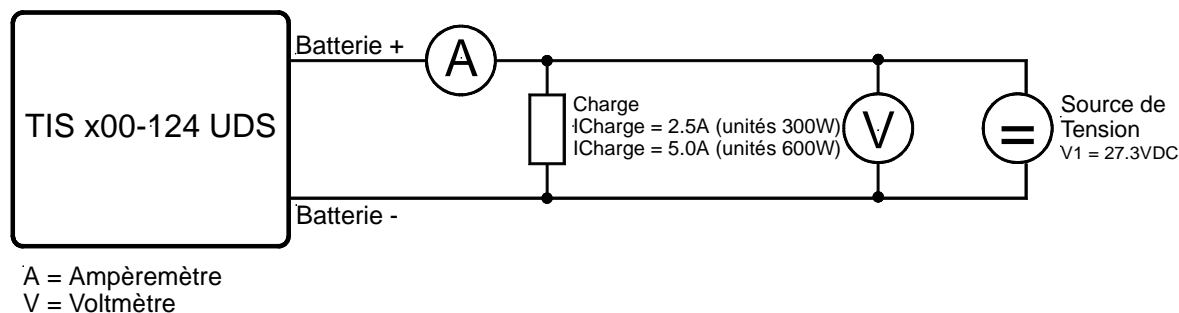 Batterie +
A
TIS x00-124 UDS
Charge
ICharge = 2.5A (unités 300W)
ICharge = 5.0A (unités 600W)
V
=
Source de
Tension
V1 = 27.3VDC
Batterie -
A = Ampèremètre
V = Voltmètre